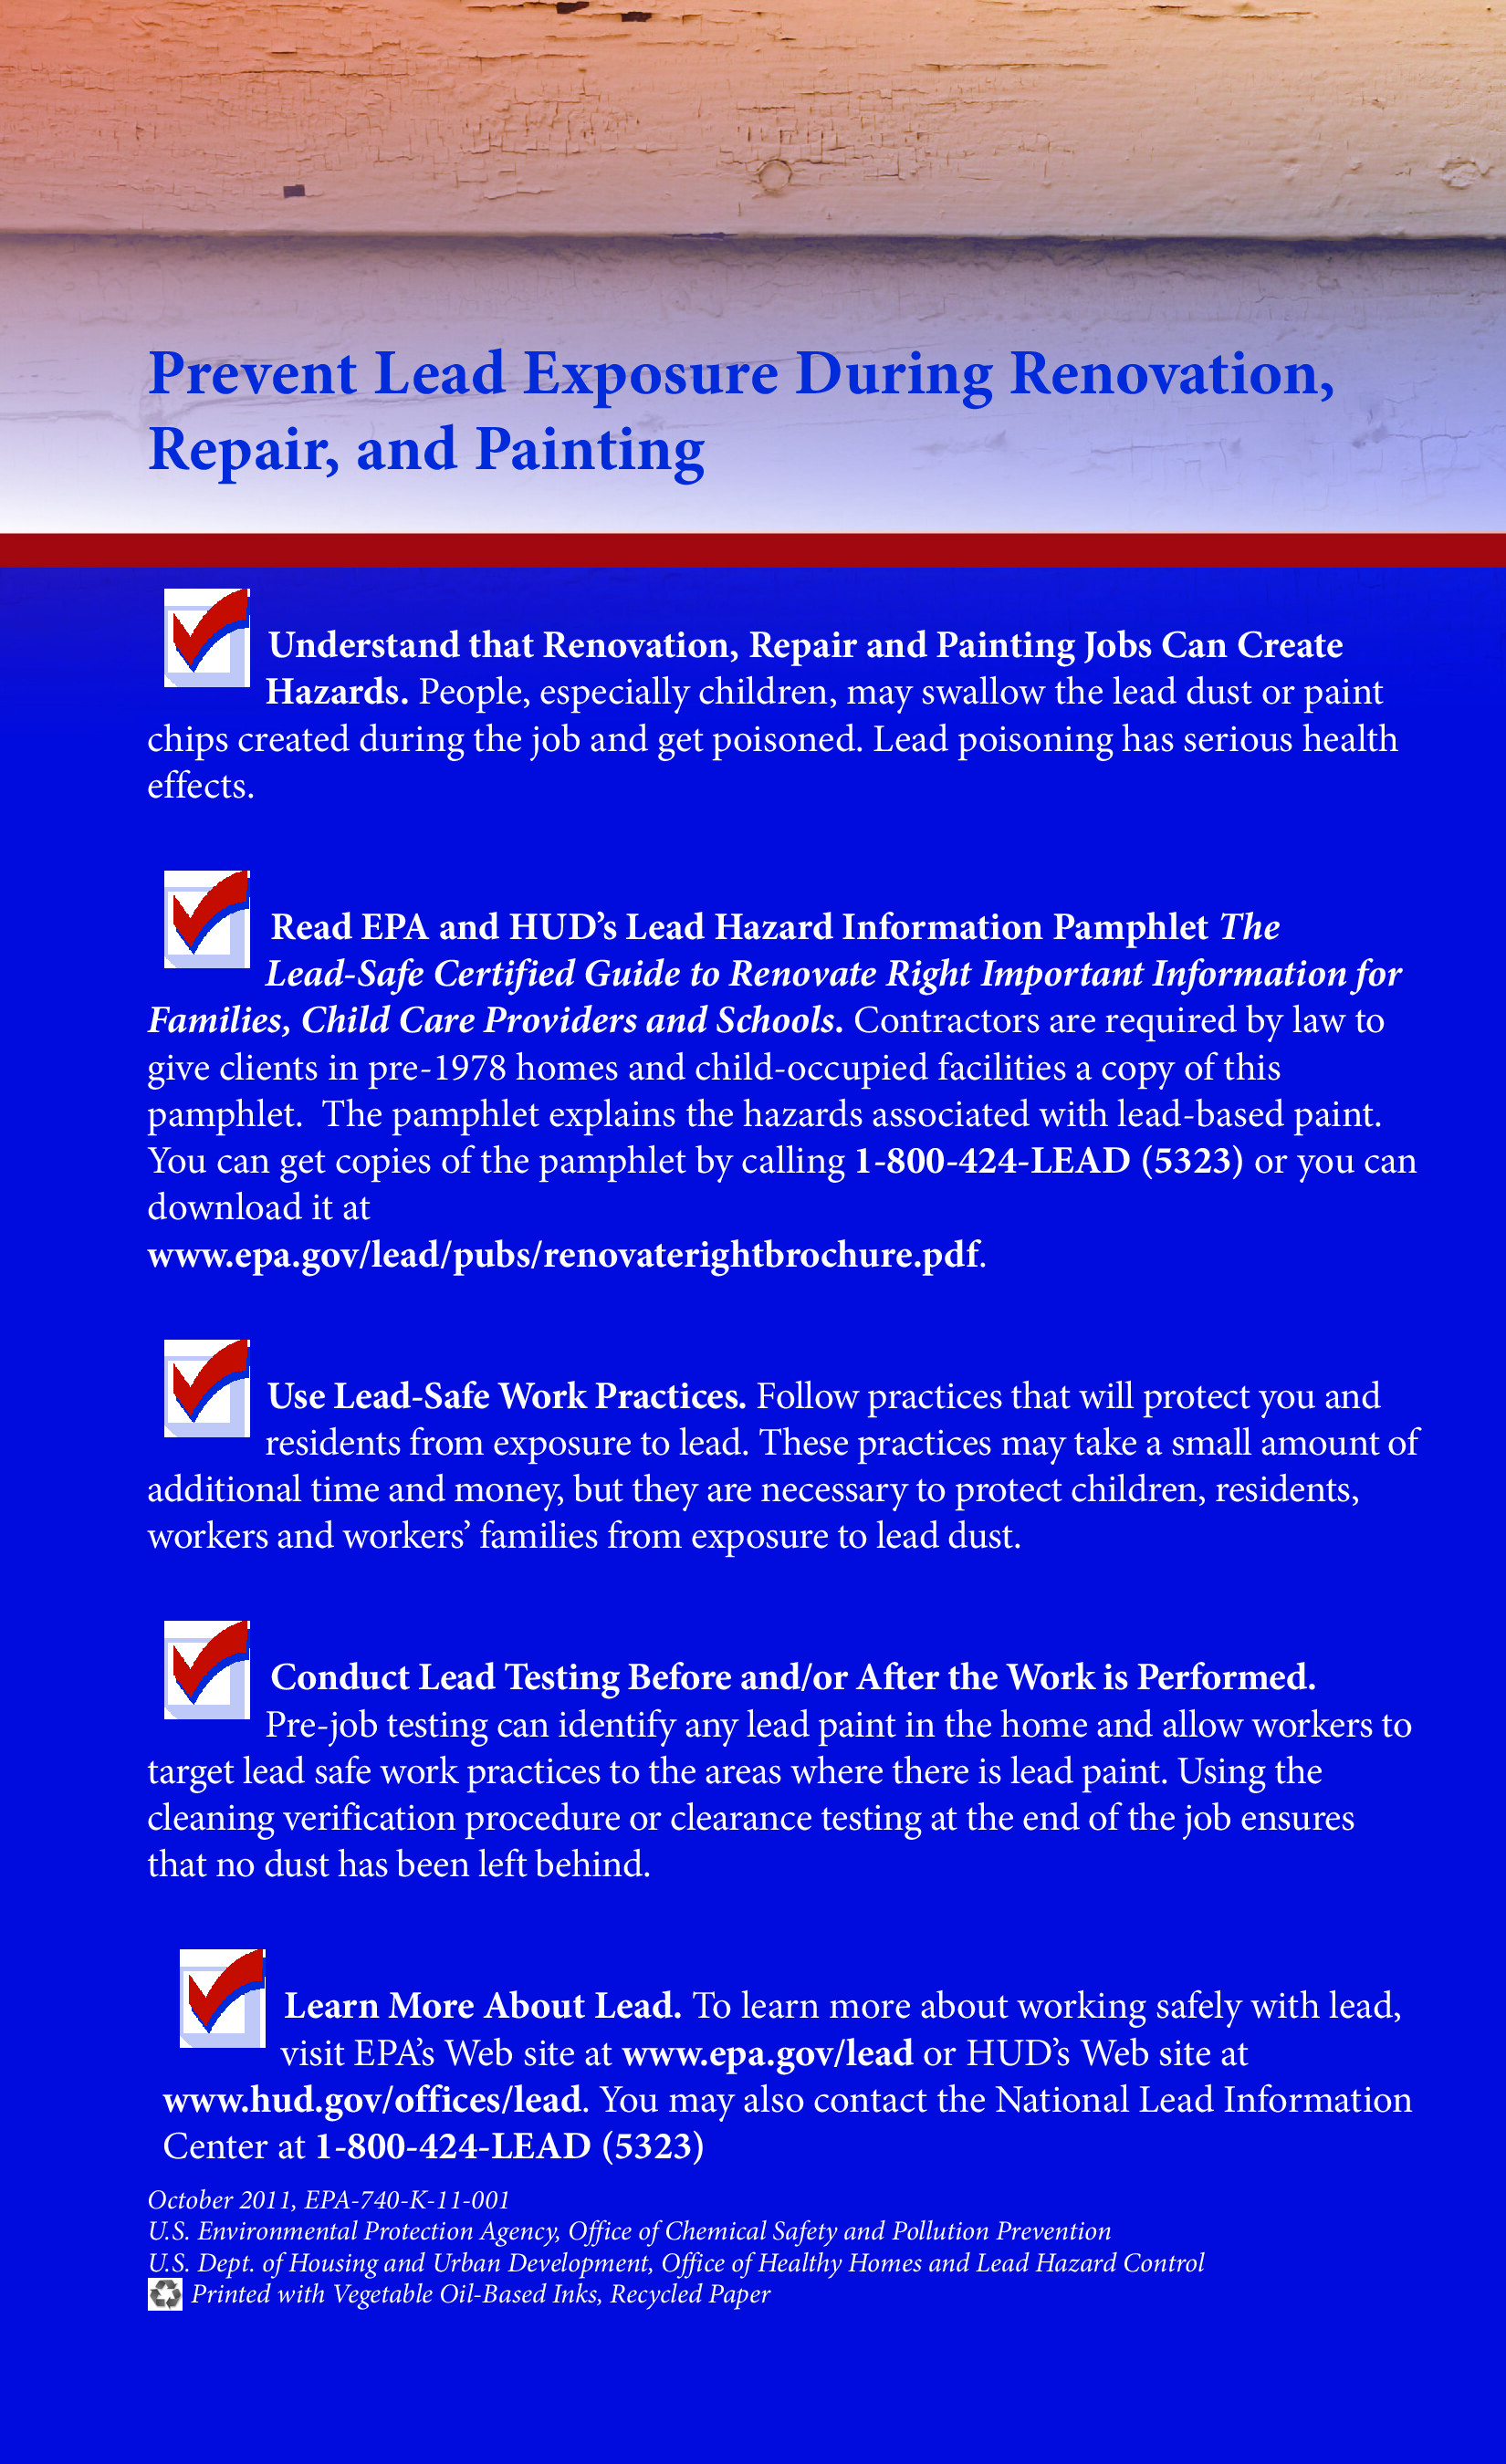 Prevent Lead Exposure During Renovation,
Repair, and Painting
Understand that Renovation, Repair and Painting Jobs Can Create
Hazards. People, especially children, may swallow the lead dust or paint
chips created during the job and get poisoned. Lead poisoning has serious health
effects.
Read EPA and HUD’s Lead Hazard Information Pamphlet The
Lead-Safe Certified Guide to Renovate Right Important Information for
Families, Child Care Providers and Schools. Contractors are required by law to
give clients in pre-1978 homes and child-occupied facilities a copy of this
pamphlet.  The pamphlet explains the hazards associated with lead-based paint.
You can get copies of the pamphlet by calling 1-800-424-LEAD (5323) or you can
download it at
www.epa.gov/lead/pubs/renovaterightbrochure.pdf.
Use Lead-Safe Work Practices. Follow practices that will protect you and
residents from exposure to lead. These practices may take a small amount of
additional time and money, but they are necessary to protect children, residents,
workers and workers’ families from exposure to lead dust.
Conduct Lead Testing Before and/or After the Work is Performed.
Pre-job testing can identify any lead paint in the home and allow workers to
target lead safe work practices to the areas where there is lead paint. Using the
cleaning verification procedure or clearance testing at the end of the job ensures
that no dust has been left behind.
Learn More About Lead. To learn more about working safely with lead,
visit EPA’s Web site at www.epa.gov/lead or HUD’s Web site at
www.hud.gov/offices/lead. You may also contact the National Lead Information
Center at 1-800-424-LEAD (5323)
October 2011, EPA-740-K-11-001
U.S. Environmental Protection Agency, Office of Chemical Safety and Pollution Prevention
U.S. Dept. of Housing and Urban Development, Office of Healthy Homes and Lead Hazard Control
Printed with Vegetable Oil-Based Inks, Recycled Paper